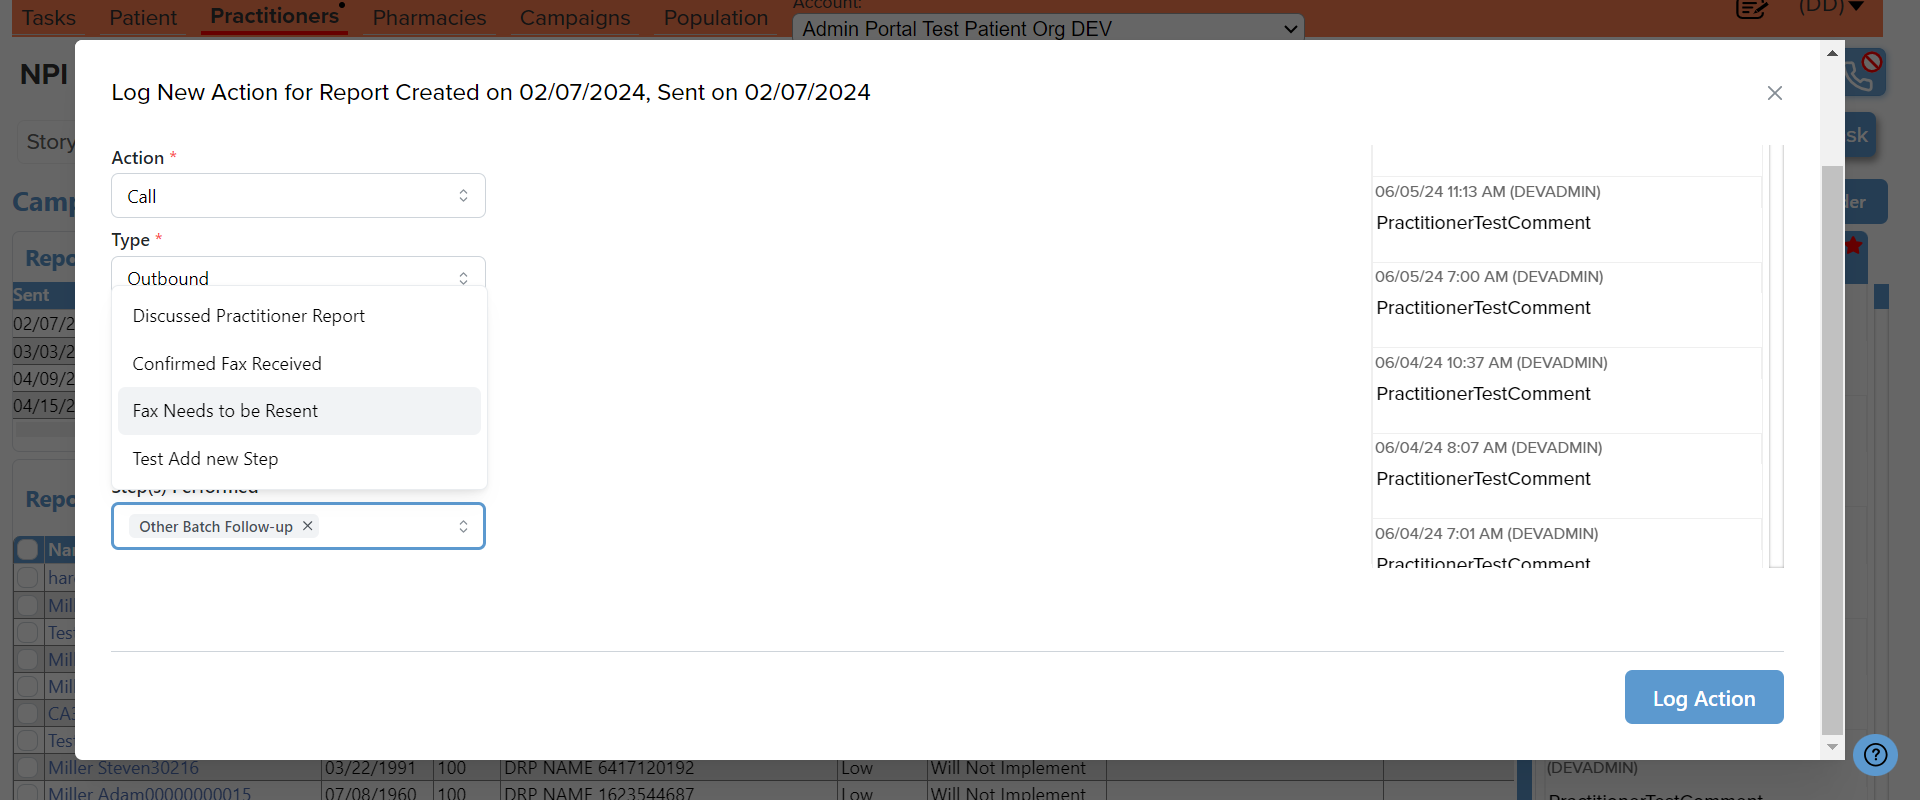 Tasks
Patient
Practitioners
Pharmacies
Campaigns
Population
Account:
Admin Portal Test Patient Org DEV
(DD)
NPI
Story
Camp
Log New Action for Report Created on 02/07/2024, Sent on 02/07/2024
Action *
Call
Type *
Outbound
Discussed Practitioner Report
Confirmed Fax Received
Fax Needs to be Resent
Test Add new Step
Step(s) Performed
Other Batch Follow-up
06/05/24 11:13 AM (DEVADMIN)
PractitionerTestComment
06/05/24 7:00 AM (DEVADMIN)
PractitionerTestComment
06/04/24 10:37 AM (DEVADMIN)
PractitionerTestComment
06/04/24 8:07 AM (DEVADMIN)
PractitionerTestComment
06/04/24 7:01 AM (DEVADMIN)
PractitionerTestComment
Log Action
sk
der
Repo
Sent
02/07/2
03/03/2
04/09/2
04/15/2
Repo
Nar
har
Mil
Tes
Mil
Mil
CA3
Tes
Miller Steven30216 03/22/1991 100 DRP NAME 6417120192 Low Will Not Implement
Miller Adam00000000015 07/08/1960 100 DRP NAME 1623544687 Low Will Not Implement
(DEVADMIN)
PractitionerTestComment